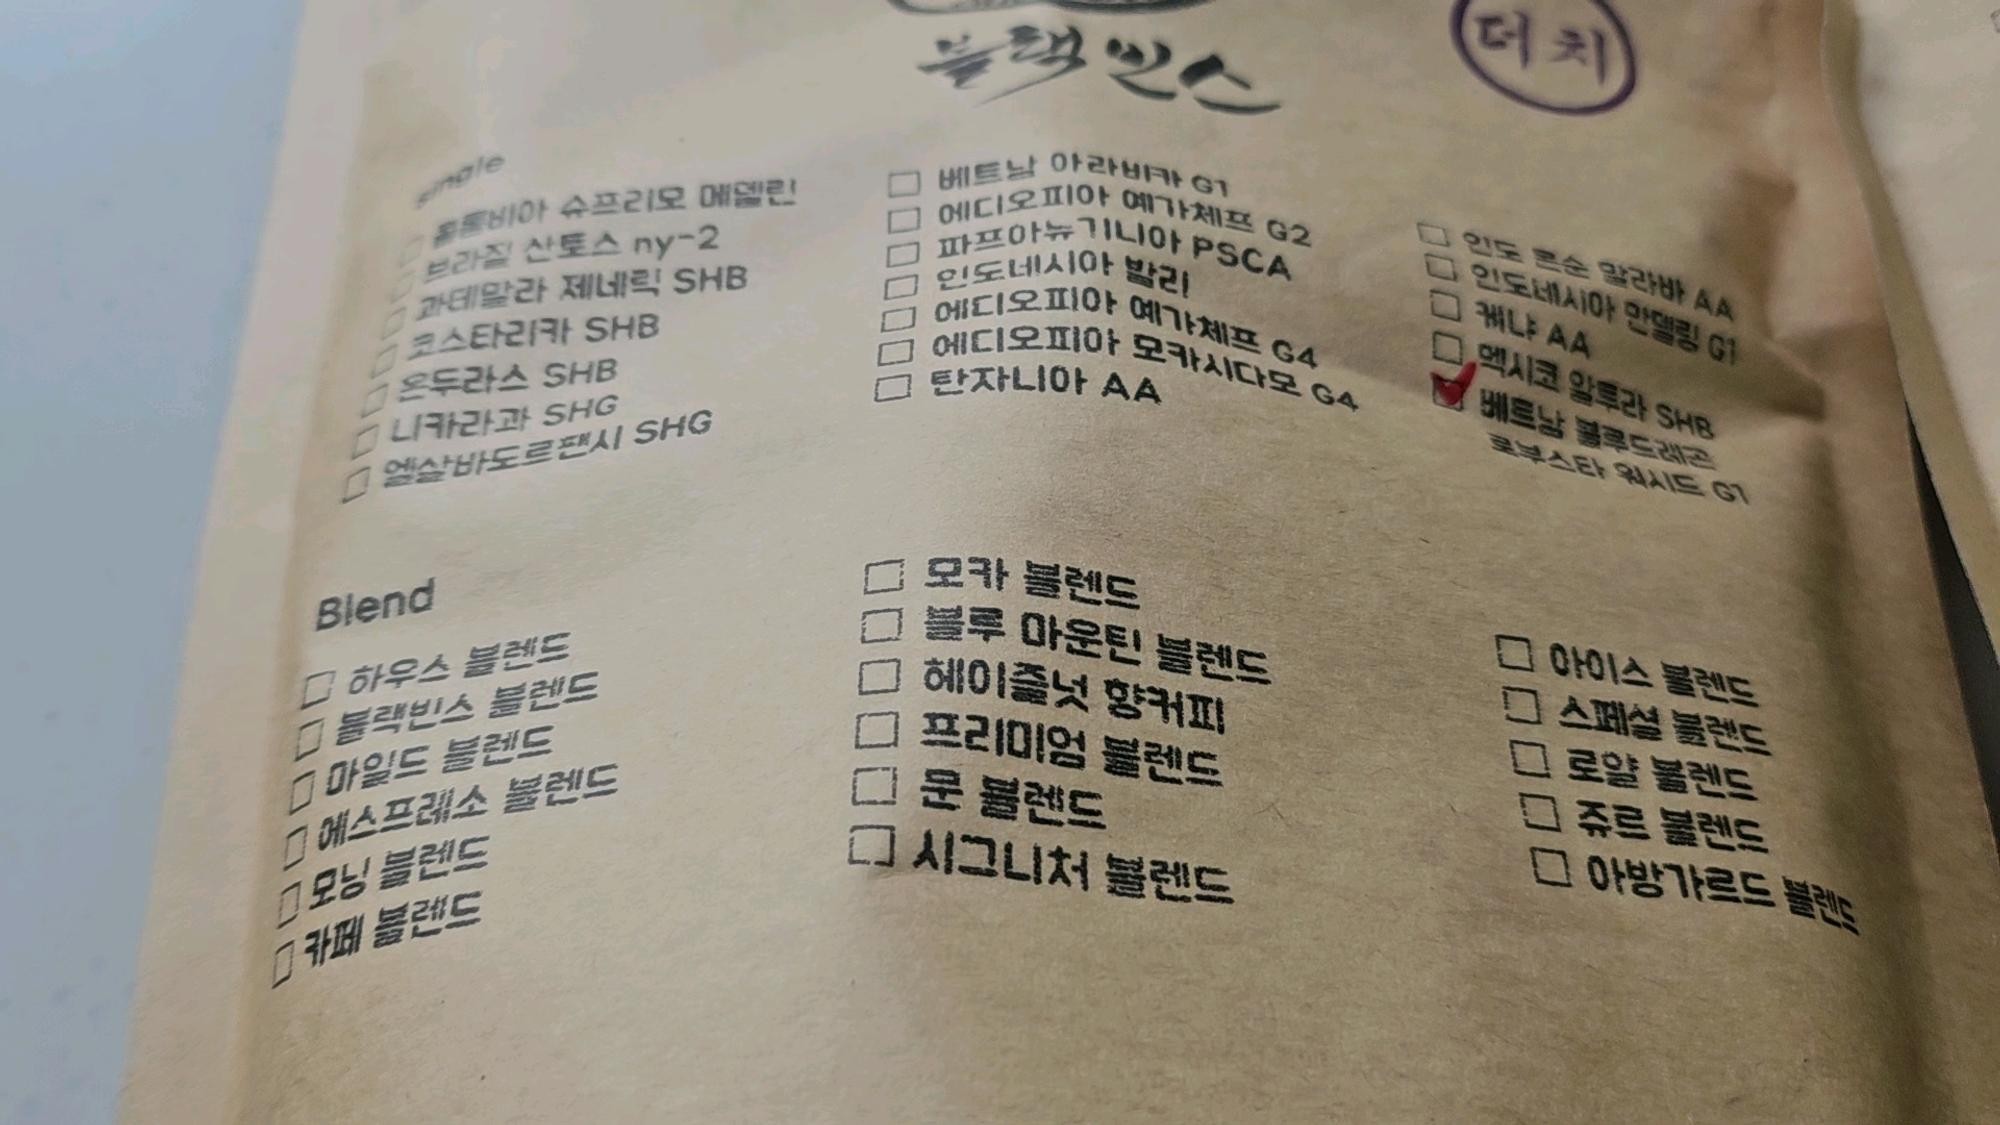 블랙빈스
더치
single
콜롬비아 슈프리모 메델린
브라질 산토스 ny-2
과테말라 제네릭 SHB
코스타리카 SHB
온두라스 SHB
니카라과 SHG
엘살바도르팬시 SHG
베트남 아라비카 G1
에디오피아 예가체프 G2
파프아뉴기니아 PSCA
인도네시아 발리
에디오피아 예가체프 G4
에디오피아 모카시다모 G4
탄자니아 AA
인도 몬순 말라바 AA
인도네시아 만델링 G1
케냐 AA
멕시코 알투라 SHB
베트남 블루드래곤
로부스타 워시드 G1
Blend
하우스 블렌드
블랙빈스 블렌드
마일드 블렌드
에스프레소 블렌드
모닝 블렌드
카페 블렌드
모카 블렌드
블루 마운틴 블렌드
헤이즐넛 향커피
프리미엄 블렌드
문 블렌드
시그니처 블렌드
아이스 블렌드
스페셜 블렌드
로얄 블렌드
쥬르 블렌드
아방가르드 블렌드